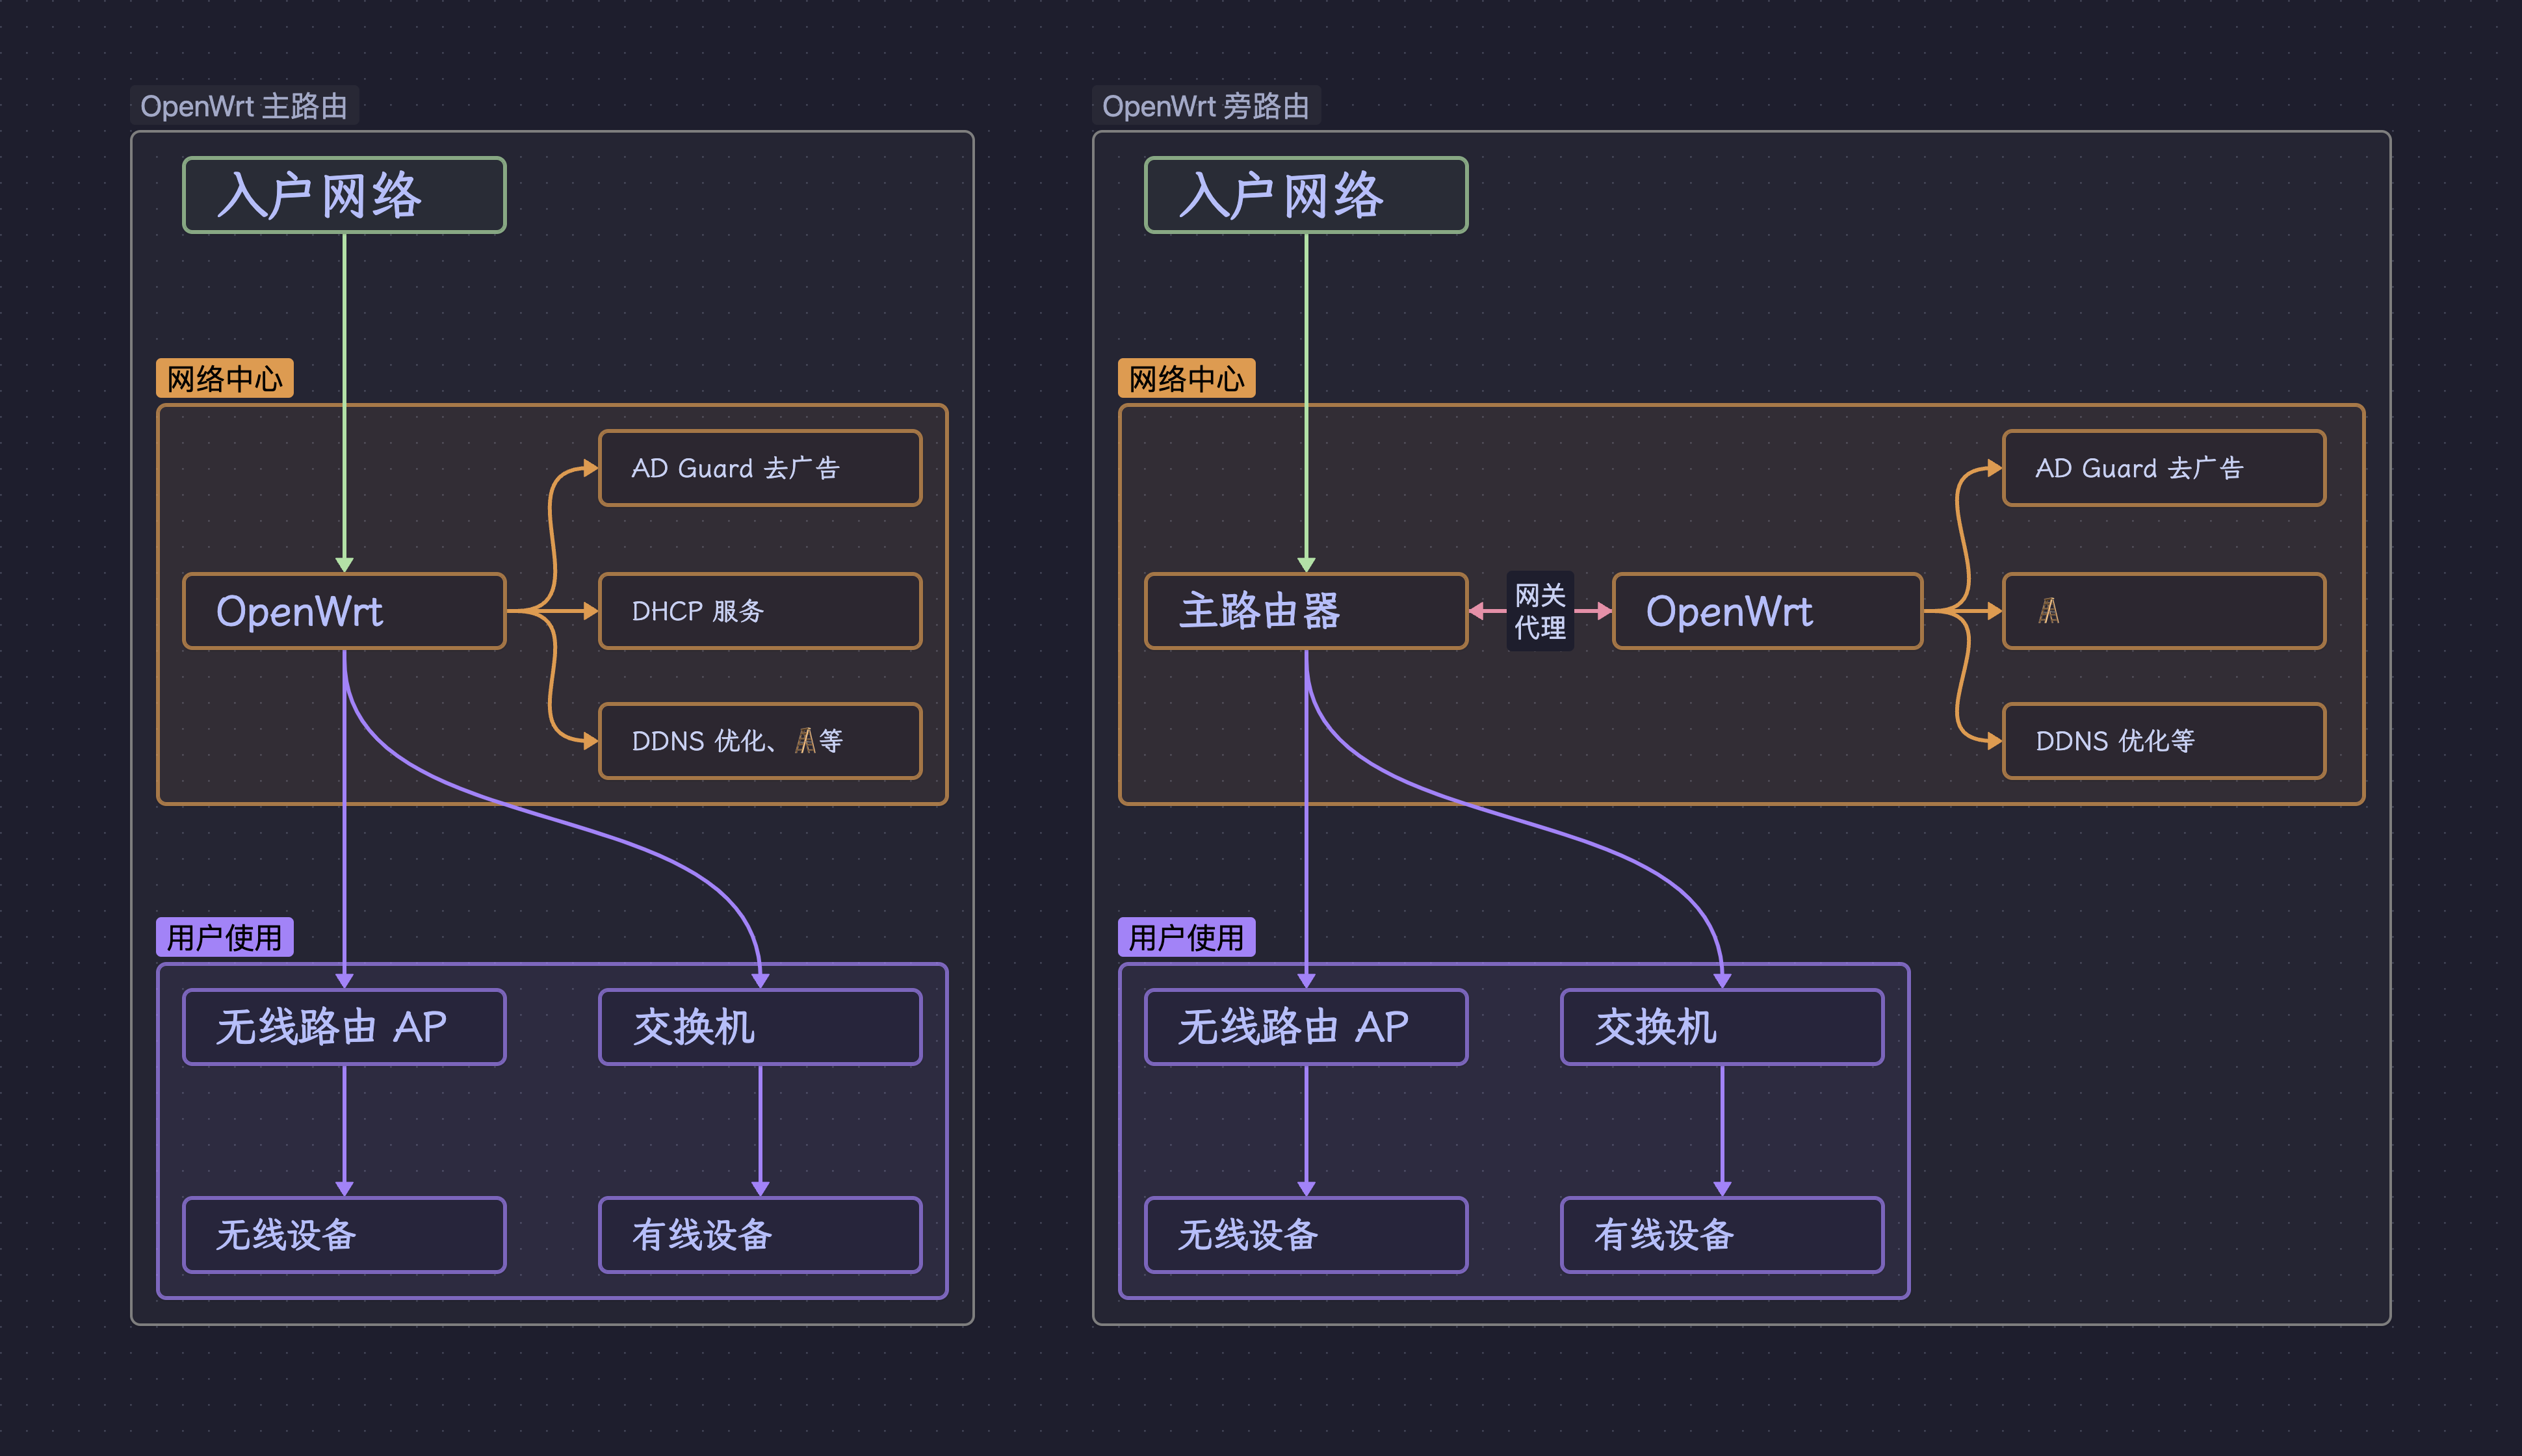 OpenWrt 主路由
入户网络
网络中心
AD Guard 去广告
OpenWrt
DHCP 服务
DDNS 优化、🪜等
用户使用
无线路由 AP
交换机
无线设备
有线设备
OpenWrt 旁路由
入户网络
网络中心
AD Guard 去广告
主路由器
网关
代理
OpenWrt
🪜
DDNS 优化等
用户使用
无线路由 AP
交换机
无线设备
有线设备